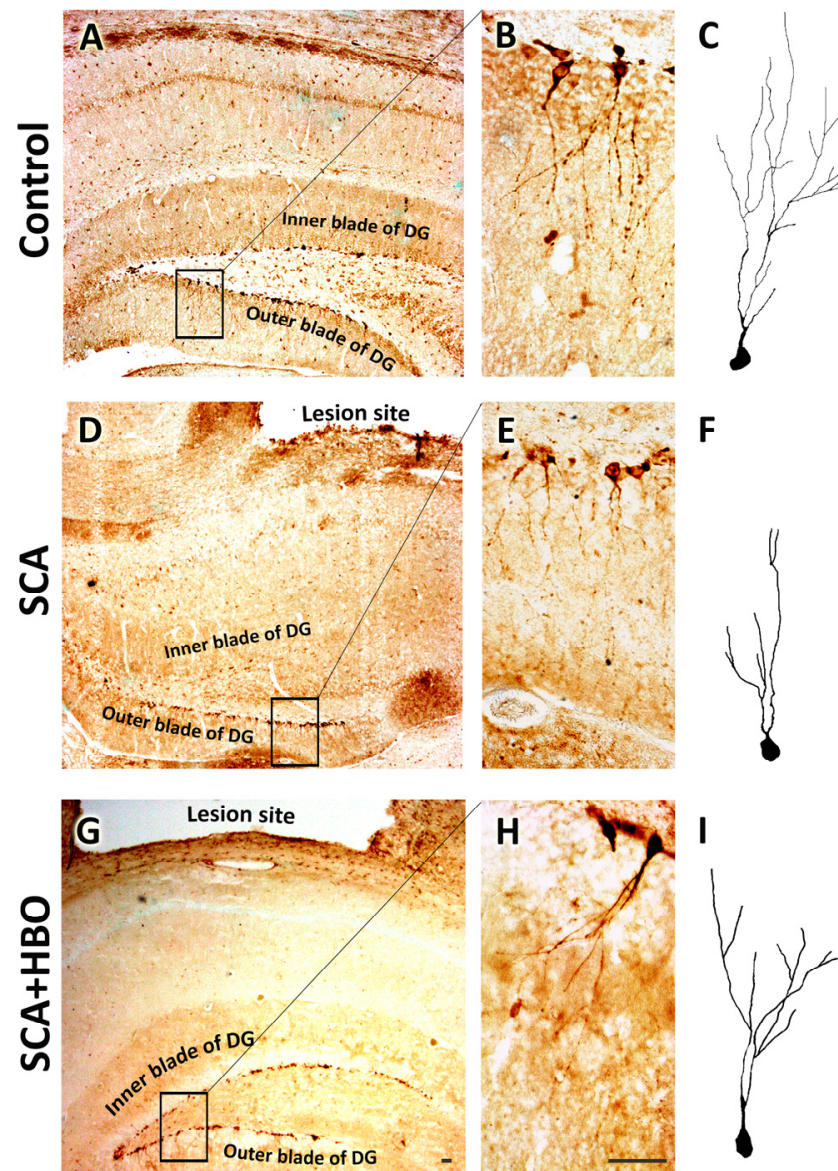 Control
A
B
C
Inner blade of DG
Outer blade of DG
SCA
D
Lesion site
E
F
Inner blade of DG
Outer blade of DG
SCA+HBO
G
Lesion site
H
I
Inner blade of DG
Outer blade of DG